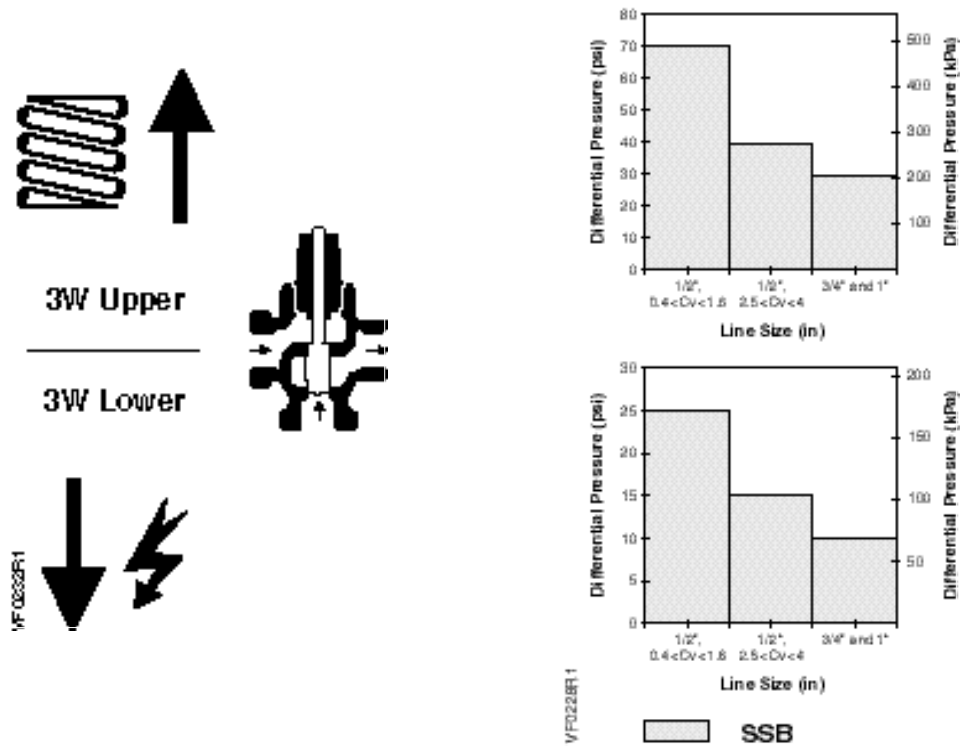 3W Upper
3W Lower
VF0232R1
Differential Pressure (psi)
80
70
60
50
40
30
20
10
0
500
400
300
200
100
Differential Pressure (kPa)
1/2",
0.4<Cv<1.6
1/2",
2.5<Cv<4
3/4" and 1"
Line Size (in)
Differential Pressure (psi)
30
25
20
15
10
5
0
200
150
100
50
Differential Pressure (kPa)
1/2",
0.4<Cv<1.6
1/2",
2.5<Cv<4
3/4" and 1"
Line Size (in)
VF0228R1
SSB